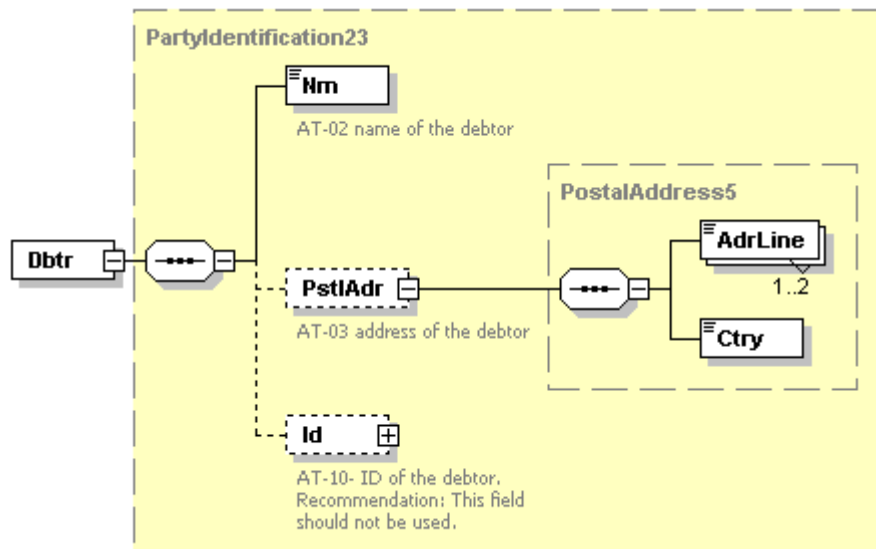 PartyIdentification23
Nm
AT-02 name of the debtor
PostalAddress5
AdrLine
1..2
Dbtr
PstlAdr
AT-03 address of the debtor
Ctry
Id
AT-10- ID of the debtor.
Recommendation: This field
should not be used.